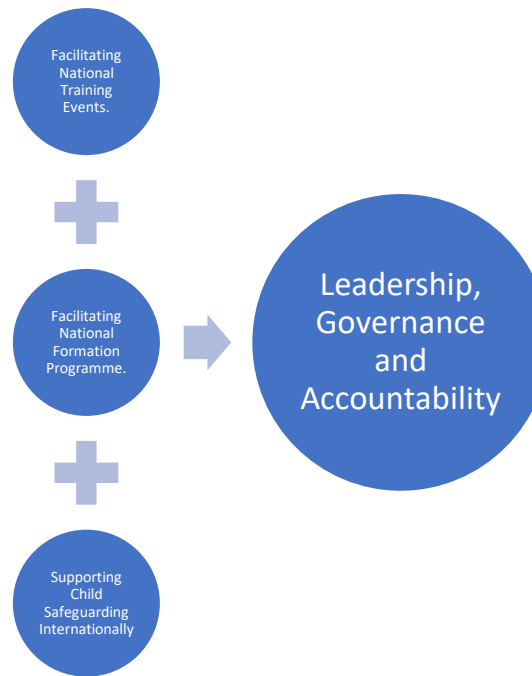 Facilitating
National
Training
Events.
Facilitating
National
Formation
Programme.
Supporting
Child
Safeguarding
Internationally
Leadership,
Governance
and
Accountability